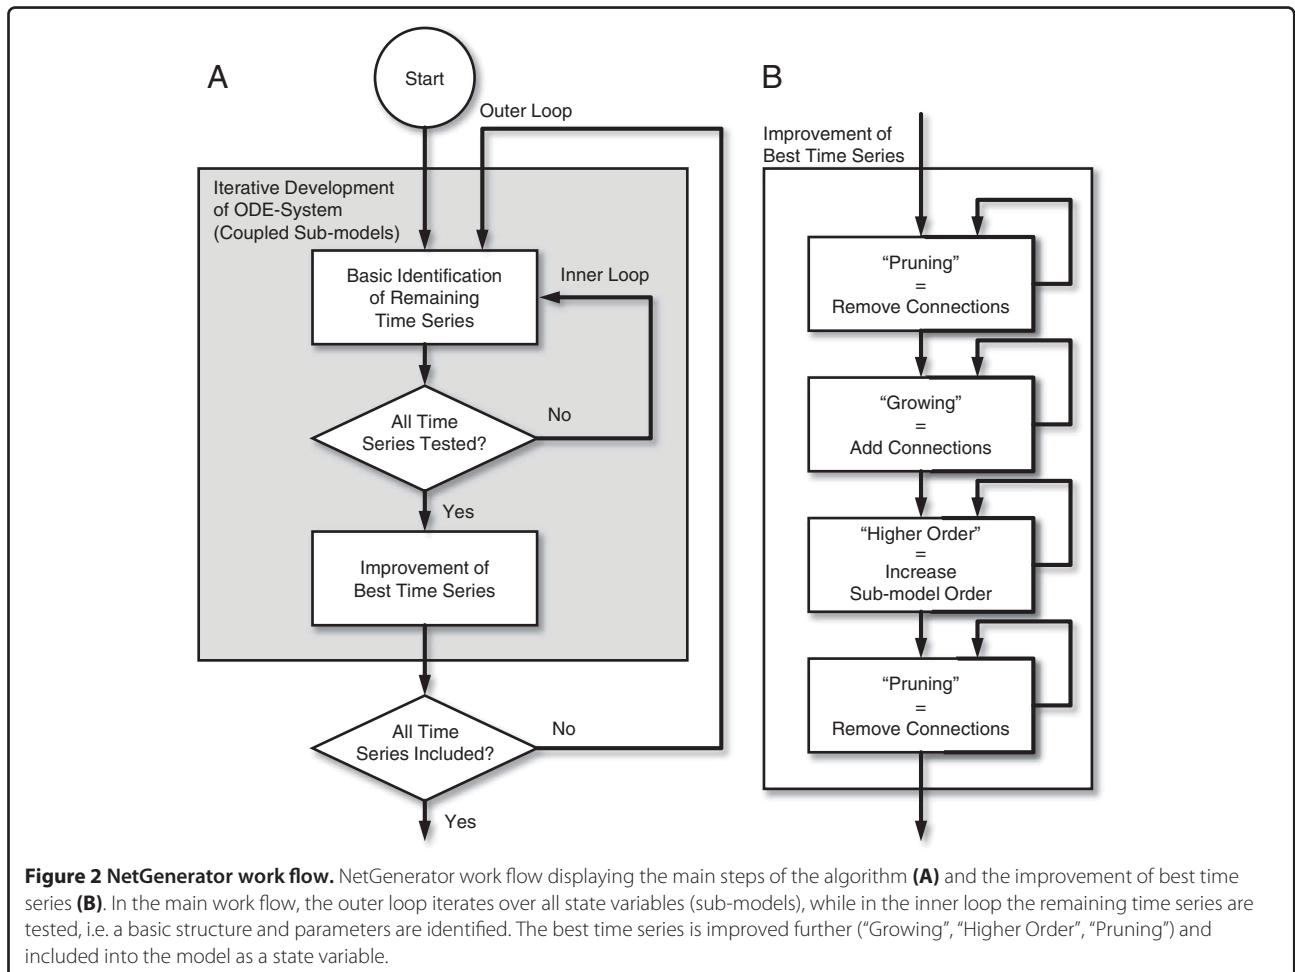 A
Start
Outer Loop
Iterative Development
of ODE-System
(Coupled Sub-models)
Basic Identification
of Remaining
Time Series
Inner Loop
All Time
Series Tested?
No
Yes
Improvement of
Best Time Series
All Time
Series Included?
No
Yes
B
Improvement of
Best Time Series
“Pruning”
=
Remove Connections
“Growing”
=
Add Connections
“Higher Order”
=
Increase
Sub-model Order
“Pruning”
=
Remove Connections
Figure 2 NetGenerator work flow. NetGenerator work flow displaying the main steps of the algorithm (A) and the improvement of best time
series (B). In the main work flow, the outer loop iterates over all state variables (sub-models), while in the inner loop the remaining time series are
tested, i.e. a basic structure and parameters are identified. The best time series is improved further (“Growing”, “Higher Order”, “Pruning”) and
included into the model as a state variable.